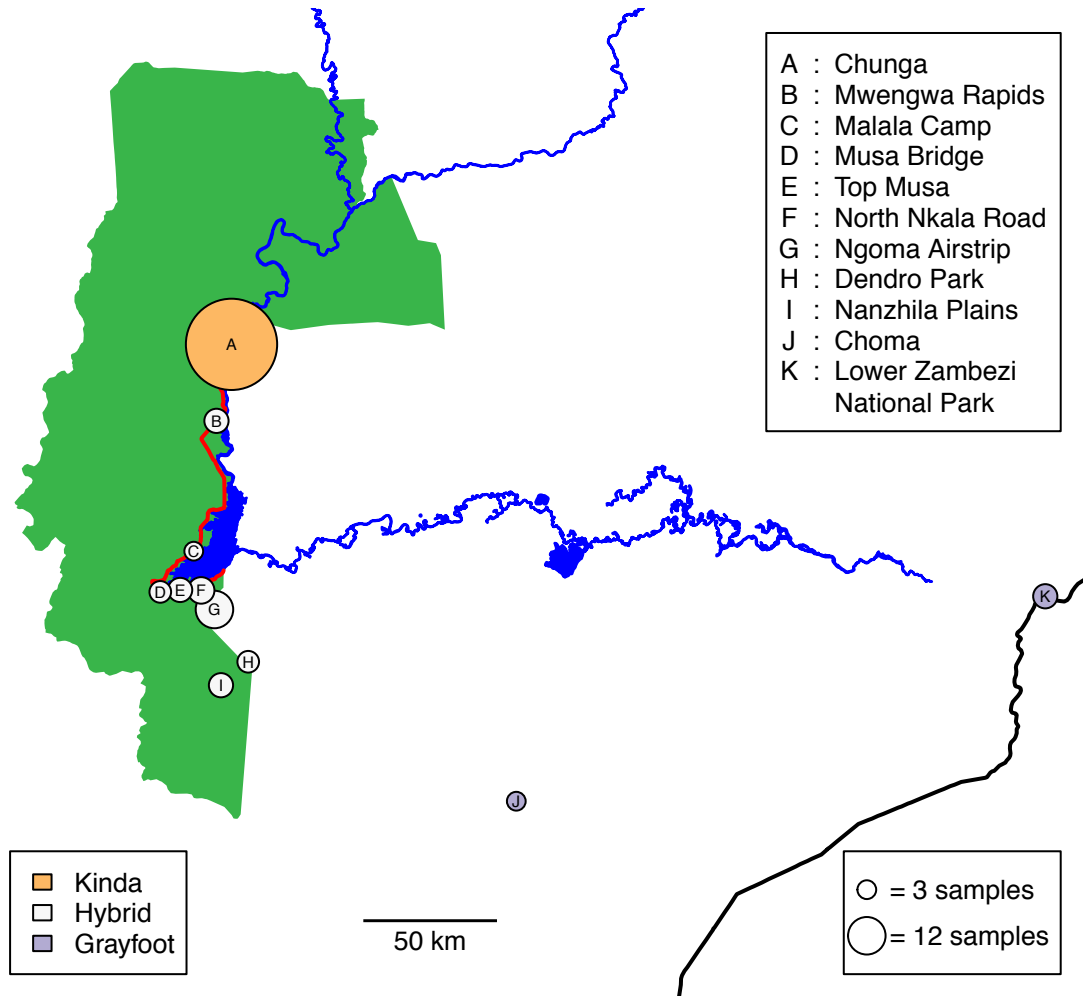 A : Chunga
B : Mwengwa Rapids
C : Malala Camp
D : Musa Bridge
E : Top Musa
F : North Nkala Road
G : Ngoma Airstrip
H : Dendro Park
I : Nanzhila Plains
J : Choma
K : Lower Zambezi
National Park
A
B
C
D
E
F
G
H
I
J
K
Kinda
Hybrid
Grayfoot
50 km
= 3 samples
= 12 samples